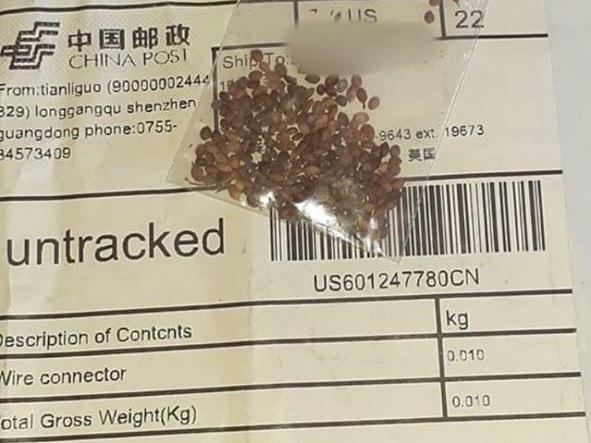 中国邮政
CHINA POST
US
22
Ship To:
From:tianliguo (90000002444
829) longgangqu shenzhen
guangdong phone:0755-
84573409
9643 ext. 19673
美国
untracked
US601247780CN
Description of Contents
kg
Wire connector
0.010
Total Gross Weight(Kg)
0.010